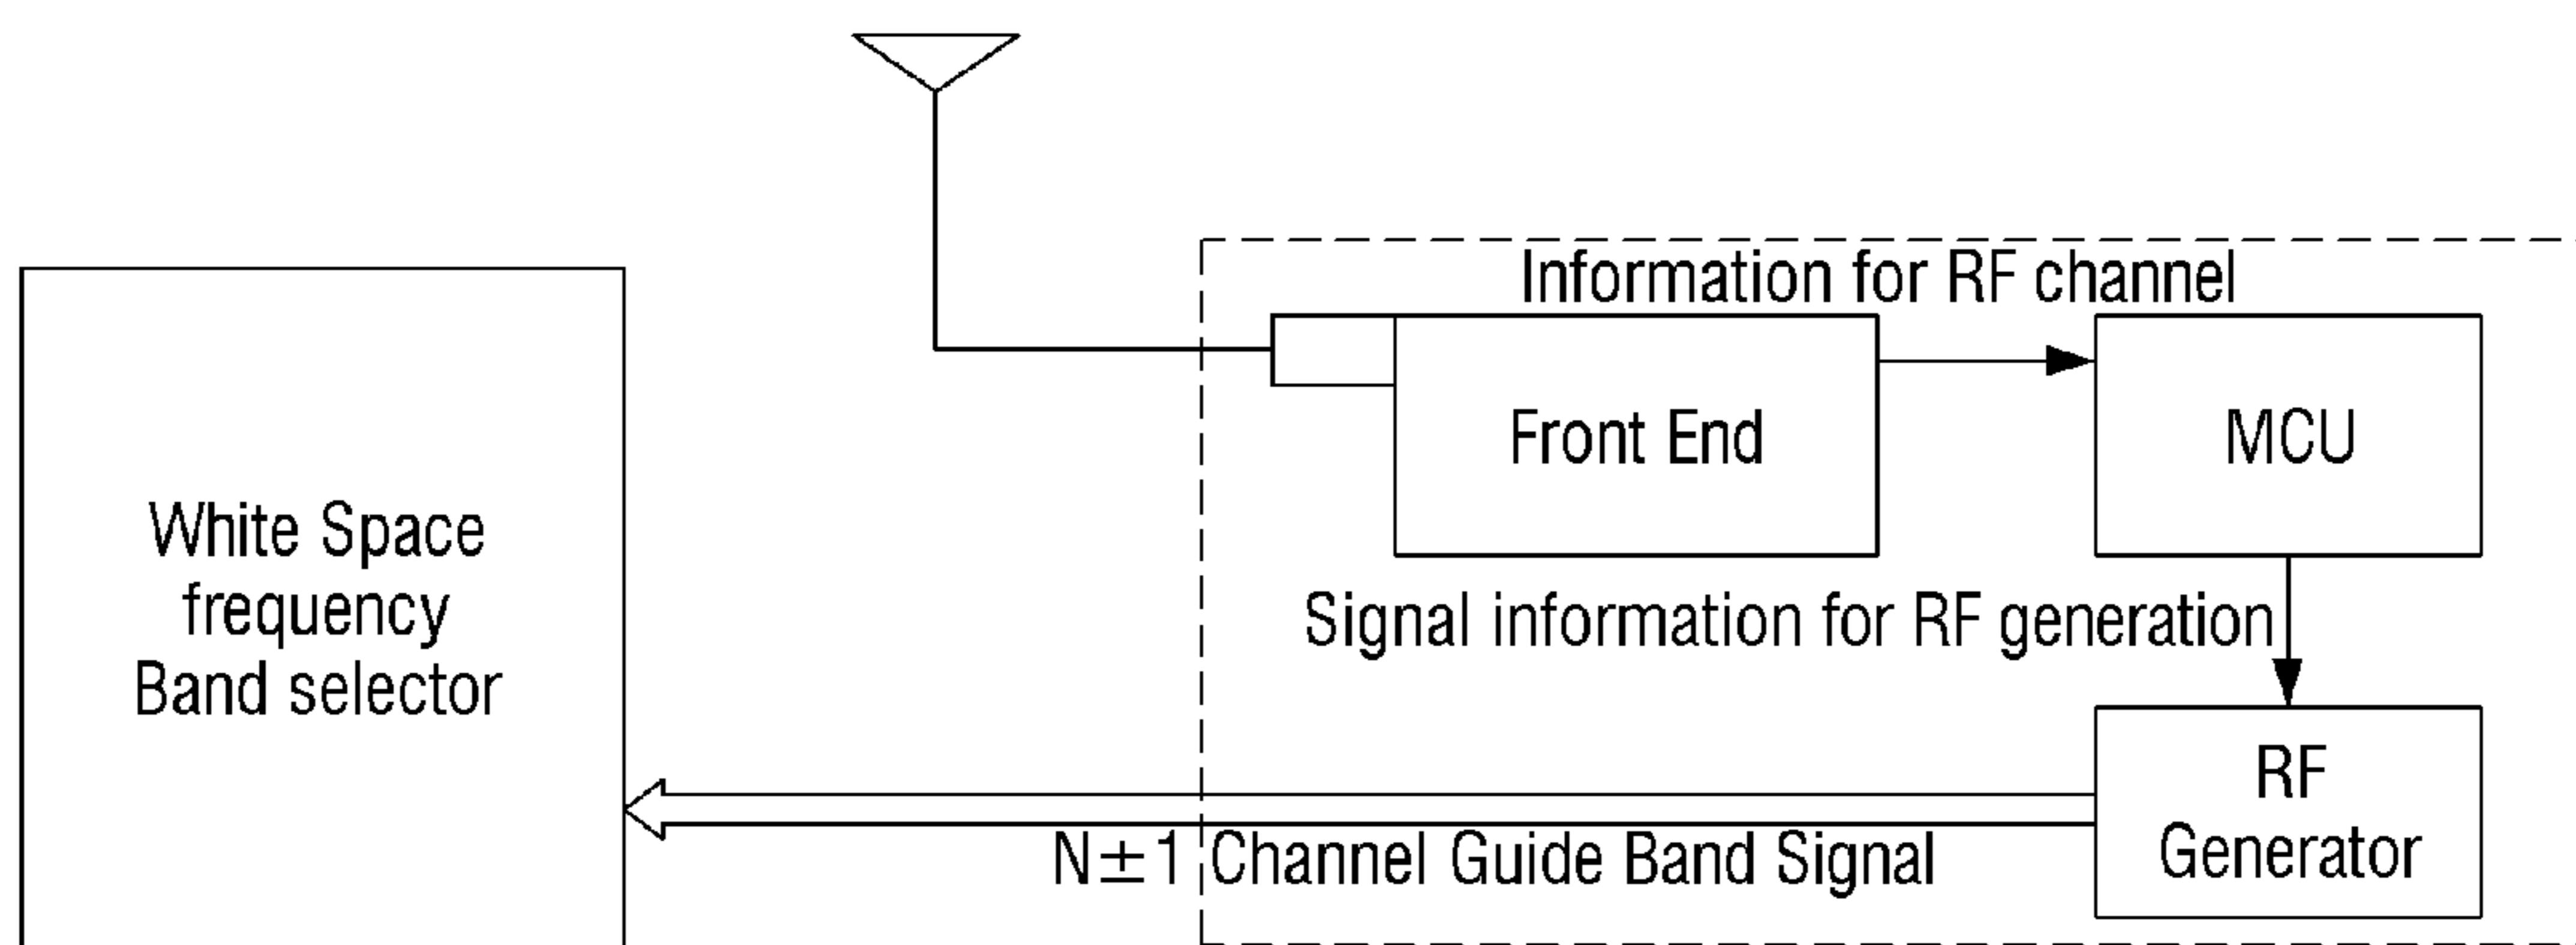 Information for RF channel
Front End
MCU
White Space
frequency
Band selector
Signal information for RF generation
RF
Generator
N±1 Channel Guide Band Signal